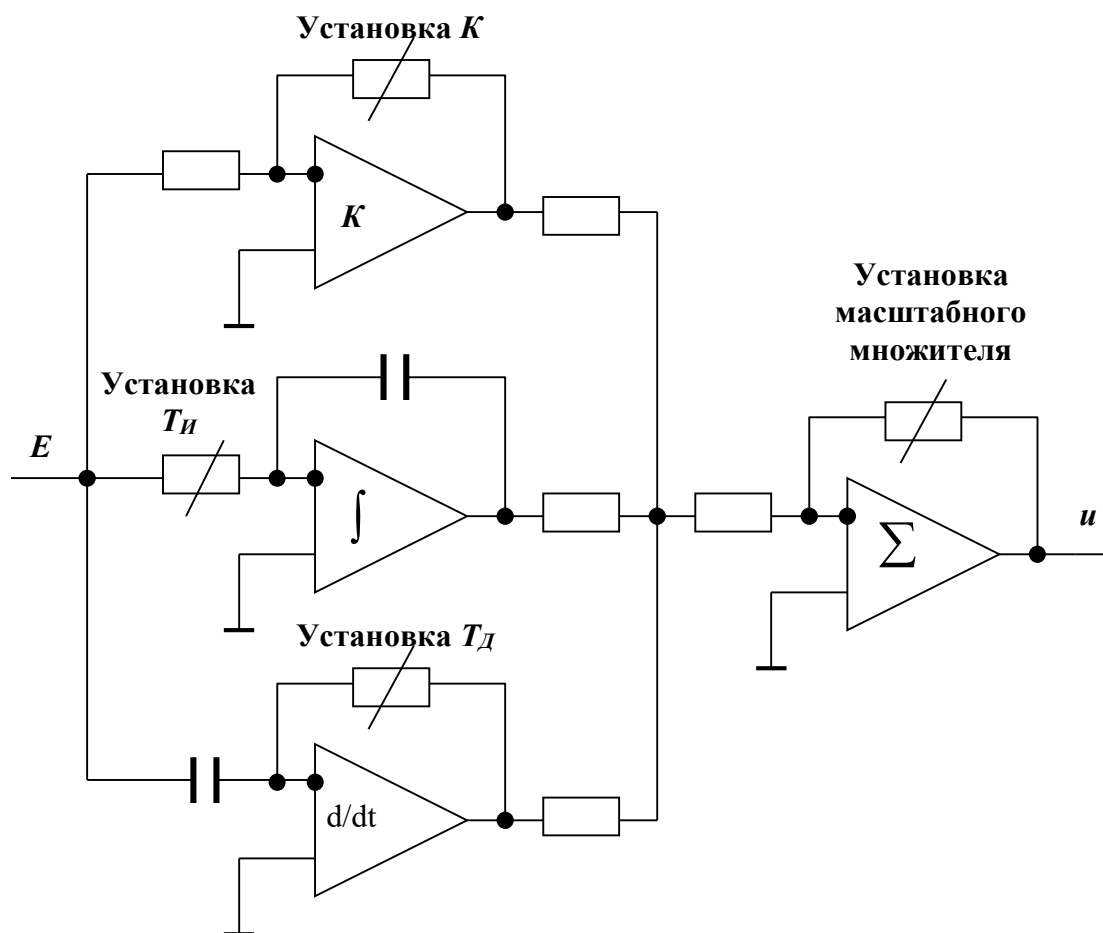 Установка К
К
Установка
масштабного
множителя
Установка
TИ
E
∫
u
Σ
Установка TД
d/dt